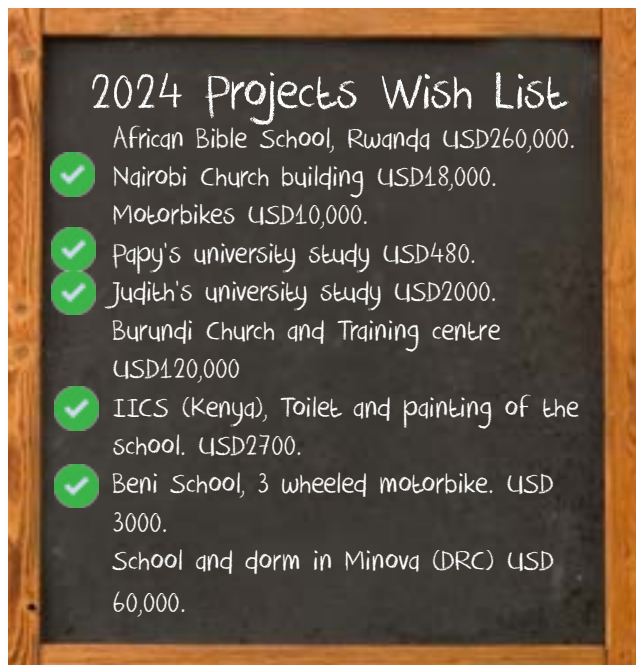 2024 Projects Wish List
African Bible School, Rwanda USD260,000.
Nairobi Church building USD18,000.
Motorbikes USD10,000.
Papy's university study USD480.
Judith's university study USD2000.
Burundi Church and Training centre
USD120,000
IICS (Kenya), Toilet and painting of the
school. USD2700.
Beni School, 3 wheeled motorbike. USD
3000.
School and dorm in Minova (DRC) USD
60,000.